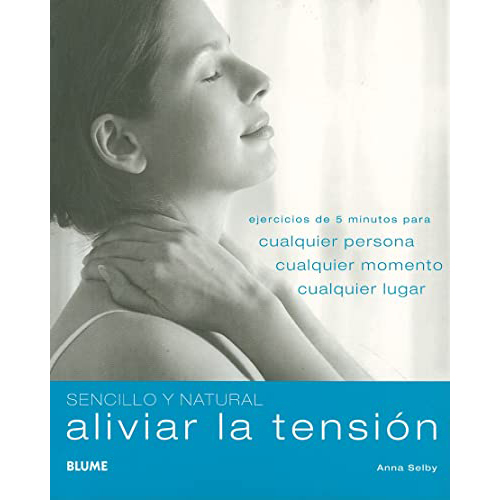 ejercicios de 5 minutos para
cualquier persona
cualquier momento
cualquier lugar
SENCILLO Y NATURAL
aliviar la tensión
BLUME
Anna Selby